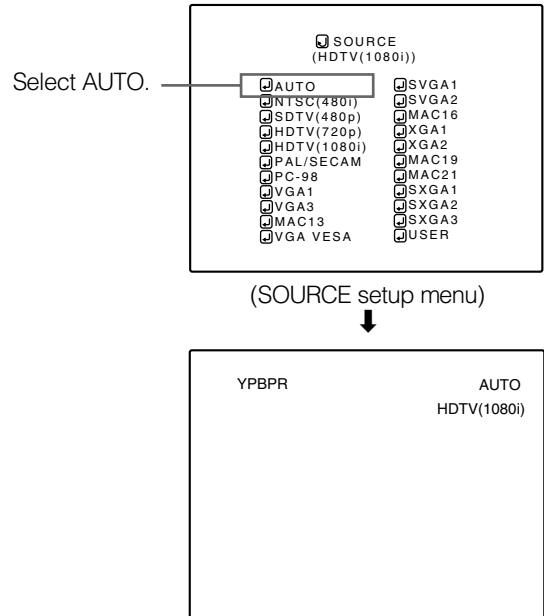 SOURCE
(HDTV(1080i))
Select AUTO.
AUTO
NTSC(480i)
SDTV(480p)
HDTV(720p)
HDTV(1080i)
PAL/SECAM
PC-98
VGA1
VGA3
MAC13
VGA VESA
SVGA1
SVGA2
MAC16
XGA1
XGA2
MAC19
MAC21
SXGA1
SXGA2
SXGA3
USER
(SOURCE setup menu)
YPBPR
AUTO
HDTV(1080i)